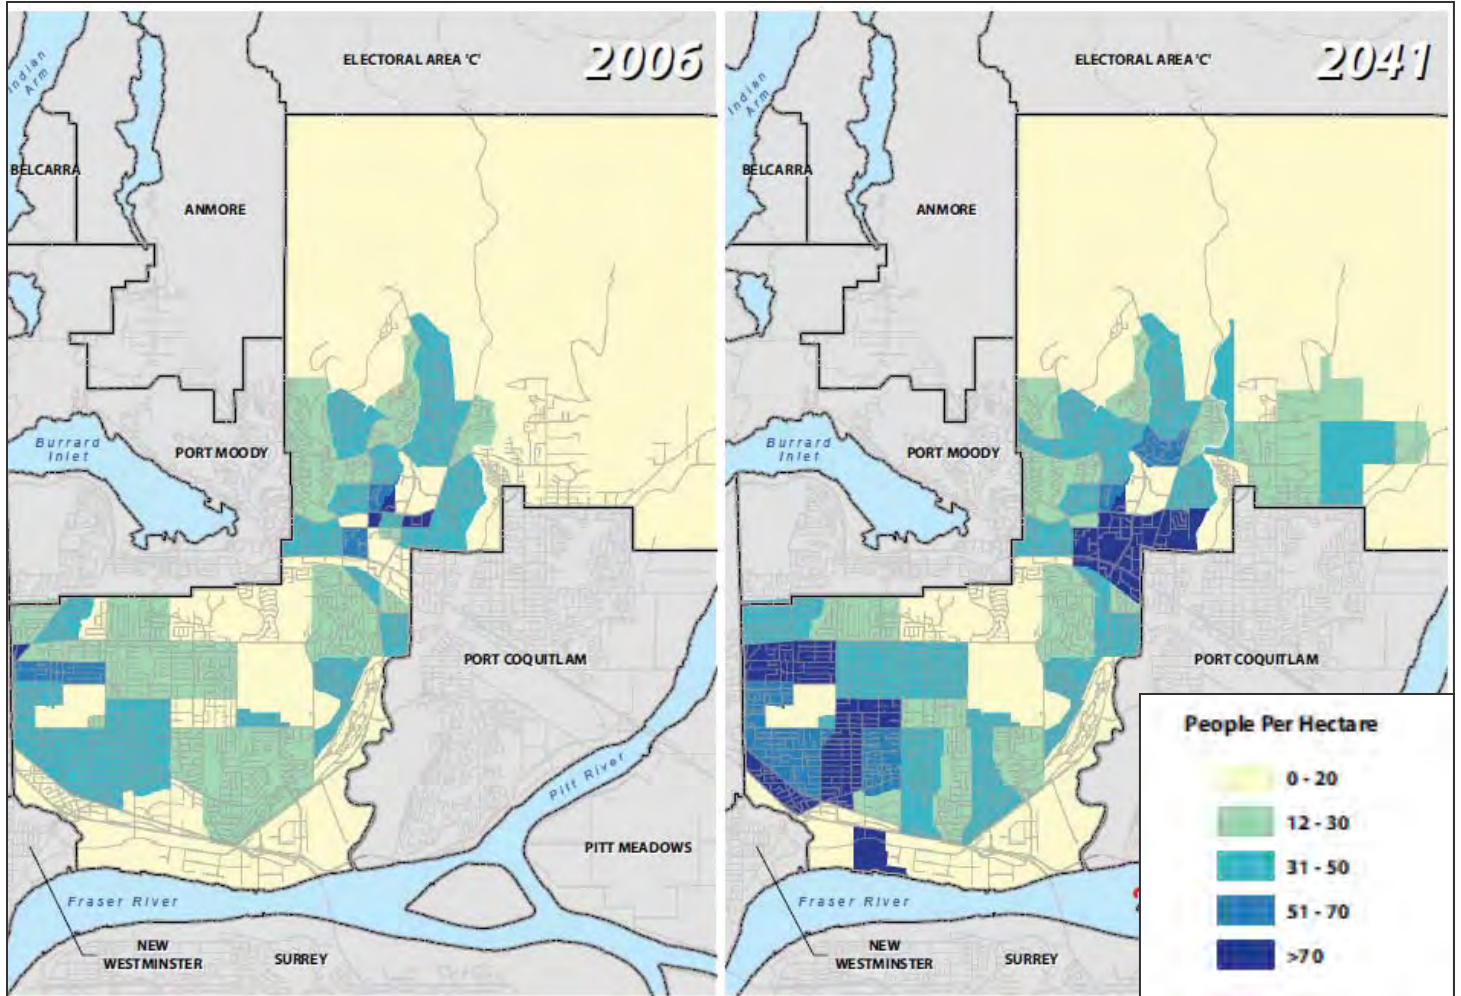 2006
ELECTORAL AREA 'C'
Indian
Arm
BELCARRA
ANMORE
Burrard
Inlet
PORT MOODY
PORT COQUITLAM
Pitt River
PITT MEADOWS
Fraser River
NEW
WESTMINSTER
SURREY
2041
ELECTORAL AREA 'C'
Indian
Arm
BELCARRA
ANMORE
Burrard
Inlet
PORT MOODY
PORT COQUITLAM
Fraser River
NEW
WESTMINSTER
SURREY
People Per Hectare
0 - 20
12 - 30
31 - 50
51 - 70
>70